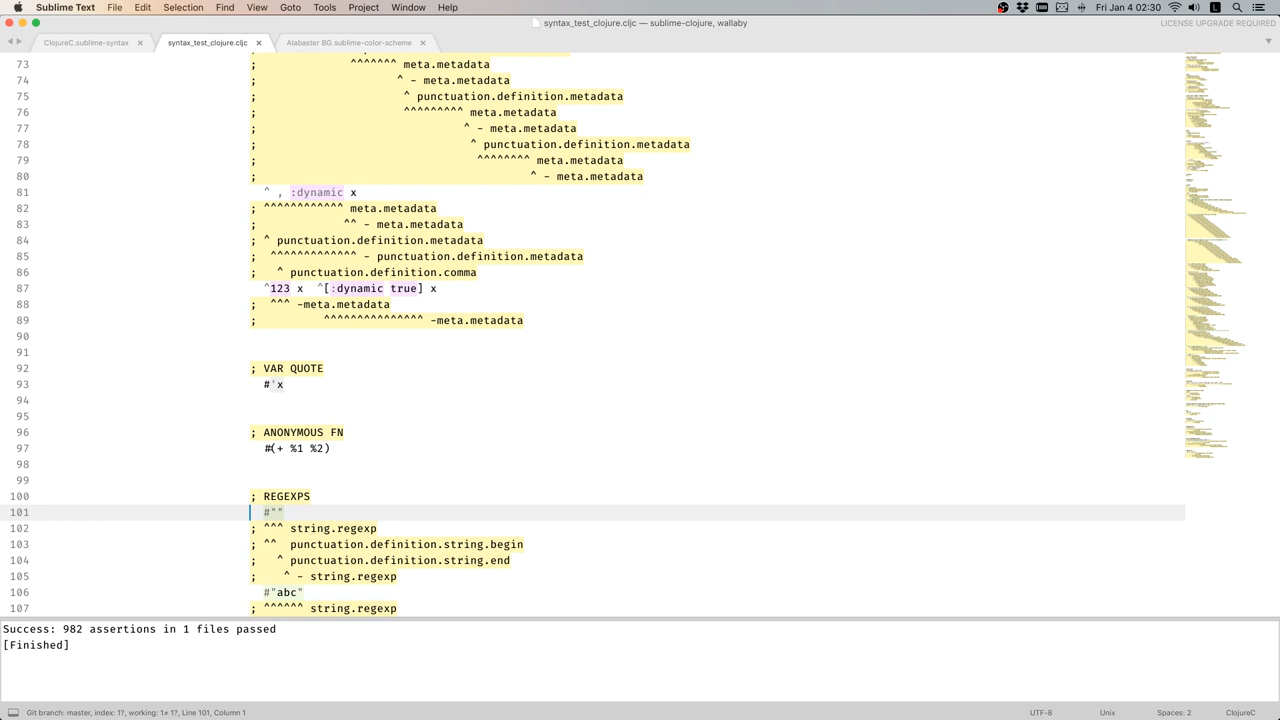 Sublime Text File Edit Selection Find View Goto Tools Project Window Help L Fri Jan 4 02:30
syntax_test_clojure.cljc — sublime-clojure, wallaby LICENSE UPGRADE REQUIRED
ClojureC.sublime-syntax × syntax_test_clojure.cljc × Alabaster BG.sublime-color-scheme ×
73 ; ^^^^^^^ meta.metadata
74 ; ^ - meta.metadata
75 ; ^ punctuation.definition.metadata
76 ; ^^^^^^^^^ meta.metadata
77 ; ^ - meta.metadata
78 ; ^ punctuation.definition.metadata
79 ; ^^^^^^^^ meta.metadata
80 ; ^ - meta.metadata
81 ^ , :dynamic x
82 ; ^^^^^^^^^^^^ meta.metadata
83 ; ^^ - meta.metadata
84 ; ^ punctuation.definition.metadata
85 ; ^^^^^^^^^^^^^ - punctuation.definition.metadata
86 ; ^ punctuation.definition.comma
87 ^123 x ^[:dynamic true] x
88 ; ^^^ -meta.metadata
89 ; ^^^^^^^^^^^^^^^ -meta.metadata
90
91
92 ; VAR QUOTE
93 #'x
94
95
96 ; ANONYMOUS FN
97 #(+ %1 %2)
98
99
100 ; REGEXPS
101 #""
102 ; ^^^ string.regexp
103 ; ^^ punctuation.definition.string.begin
104 ; ^ punctuation.definition.string.end
105 ; ^ - string.regexp
106 #"abc"
107 ; ^^^^^^ string.regexp
Success: 982 assertions in 1 files passed
[Finished]
Git branch: master, index: 1?, working: 1≠ 1?, Line 101, Column 1 UTF-8 Unix Spaces: 2 ClojureC